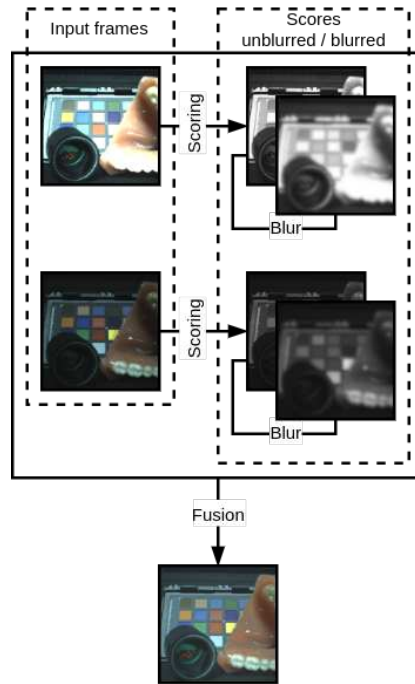 Input frames
Scores
unblurred / blurred
Scoring
Blur
Scoring
Blur
Fusion